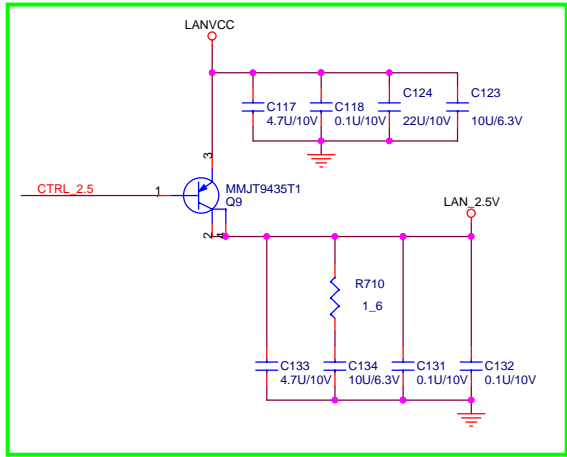 LANVCC
C117
4.7U/10V
C118
0.1U/10V
C124
22U/10V
C123
10U/6.3V
3
CTRL_2.5
1
MMJT9435T1
Q9
2
4
LAN_2.5V
R710
1_6
C133
4.7U/10V
C134
10U/6.3V
C131
0.1U/10V
C132
0.1U/10V